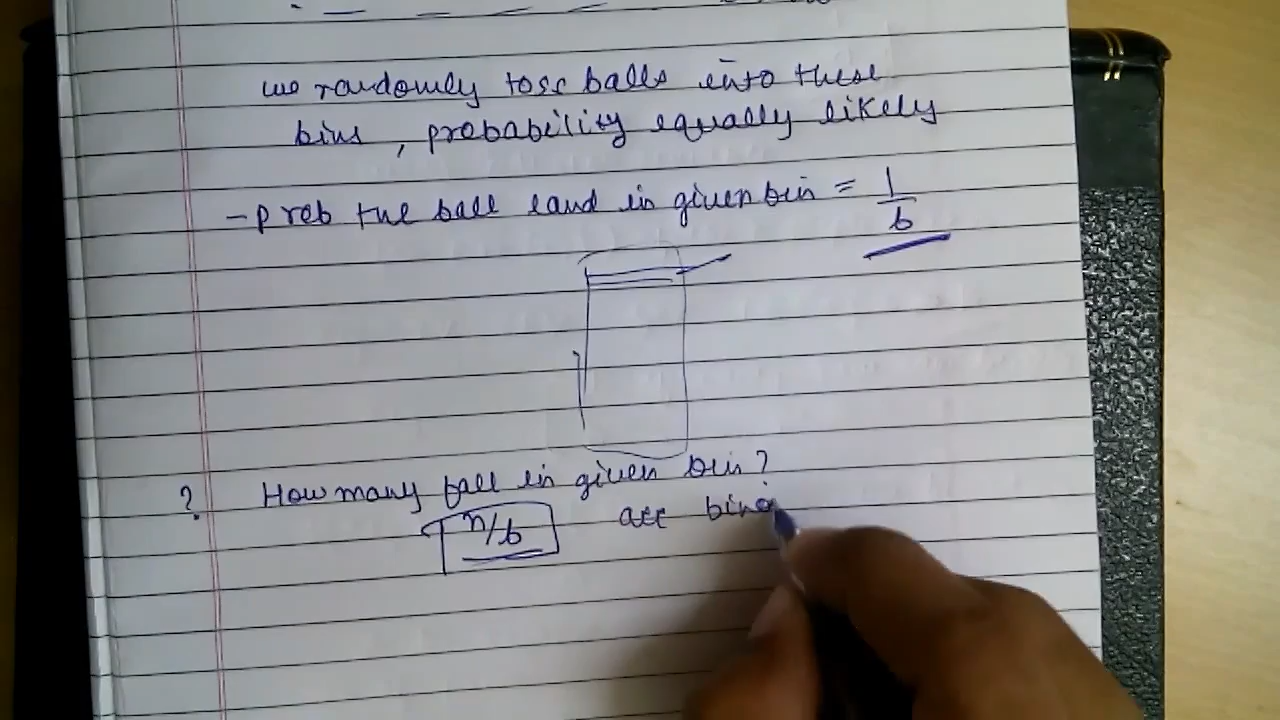 we randomly toss balls into these
bins, probability equally likely
- prob the ball land in given bin = 1/b
? How many fall in given bin?
n/b acc bino